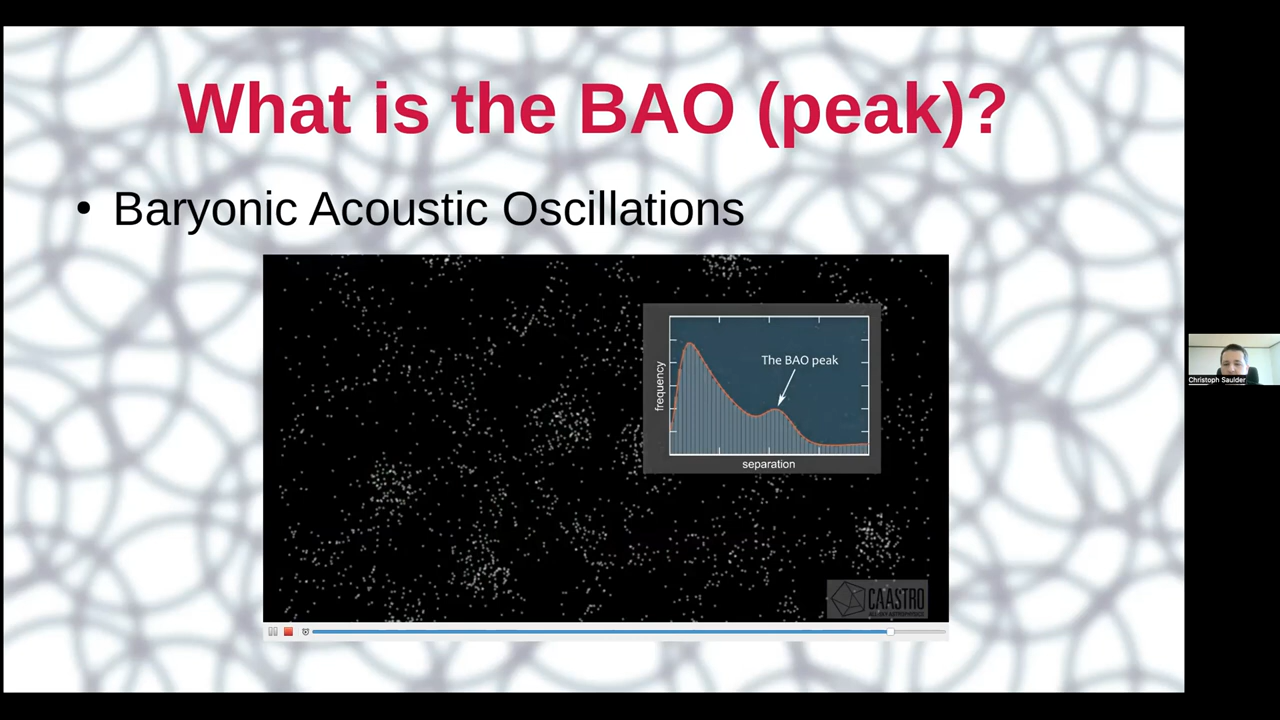 What is the BAO (peak)?
• Baryonic Acoustic Oscillations
The BAO peak
frequency
separation
CAASTRO
Christoph Saulder